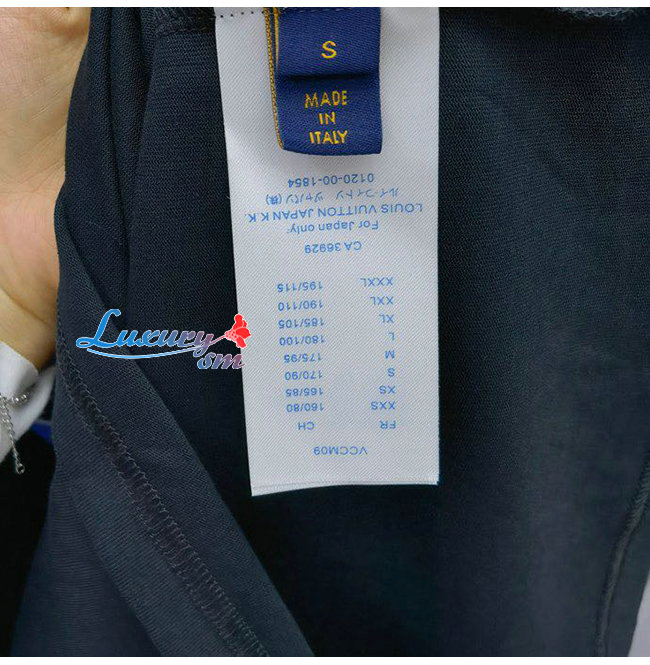 S
MADE
IN
ITALY
VCCM09
FR CH
XXS 160/80
XS 165/85
S 170/90
M 175/95
L 180/100
XL 185/105
XXL 190/110
XXXL 195/115
CA 36929
For Japan only:
LOUIS VUITTON JAPAN K.K.
ルイ・ヴィトン ジャパン(株)
0120-00-1854
Luxury
sm